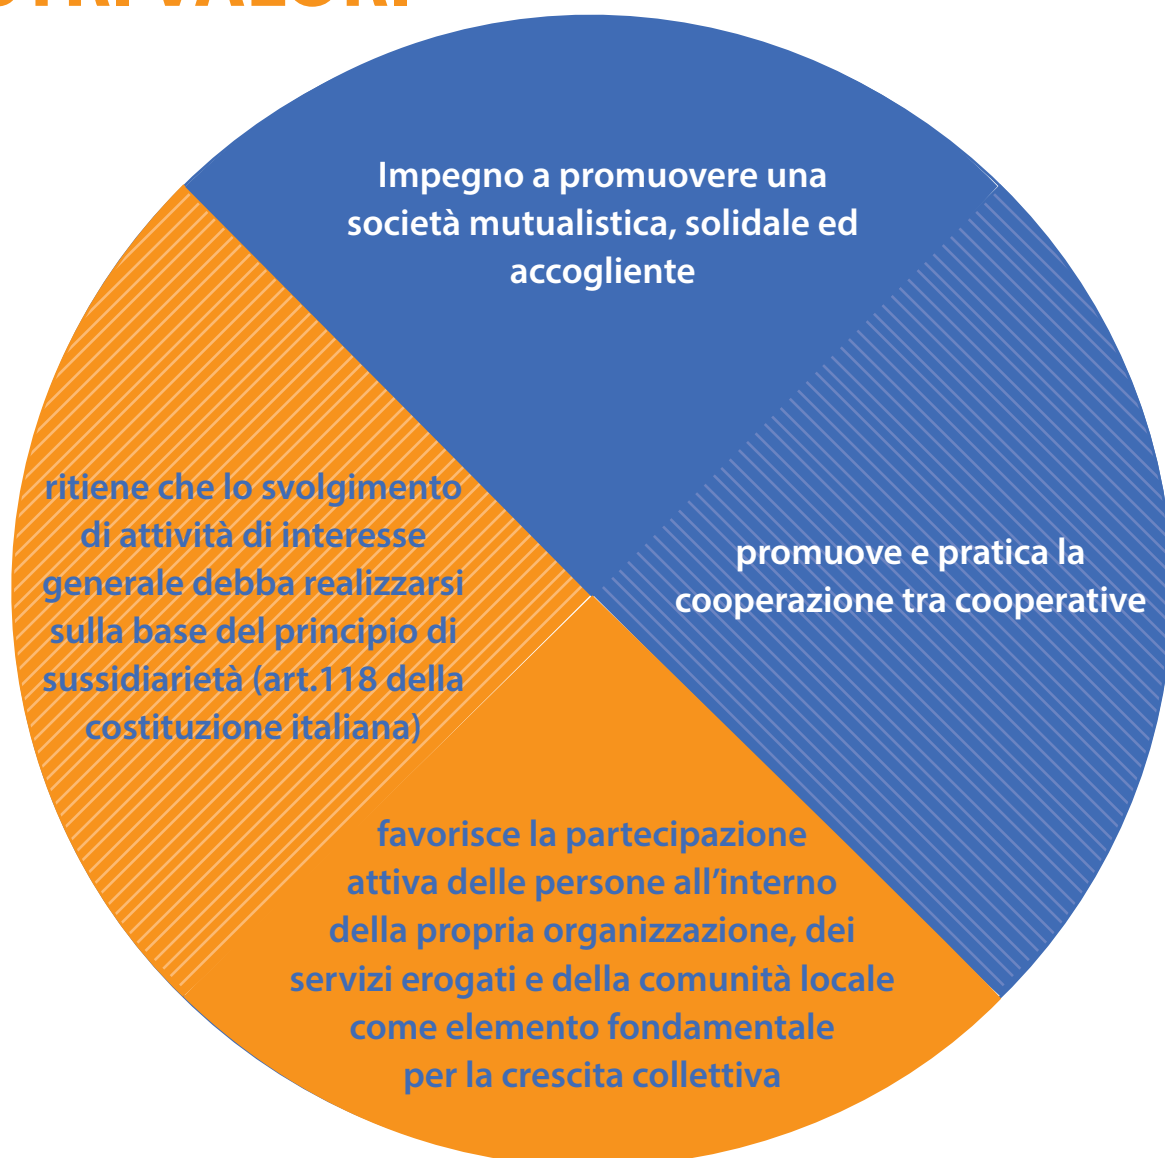 VALORI
Impegno a promuovere una
società mutualistica, solidale ed
accogliente
ritiene che lo svolgimento
di attività di interesse
generale debba realizzarsi
sulla base del principio di
sussidiarietà (art.118 della
costituzione italiana)
promuove e pratica la
cooperazione tra cooperative
favorisce la partecipazione
attiva delle persone all’interno
della propria organizzazione, dei
servizi erogati e della comunità locale
come elemento fondamentale
per la crescita collettiva